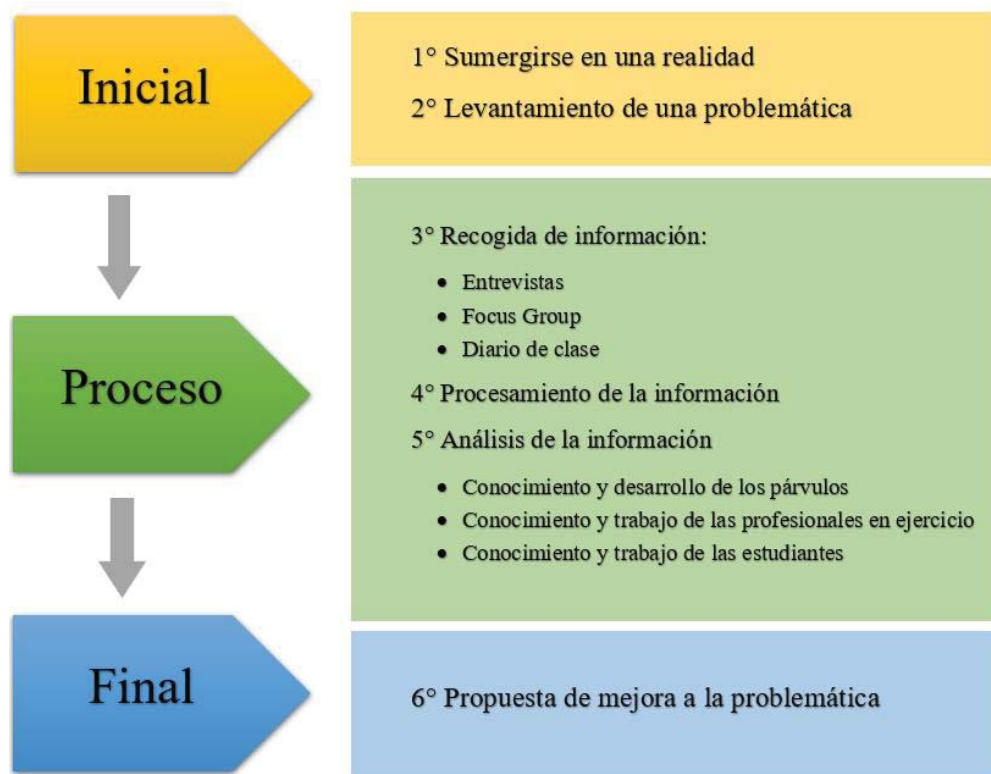 Inicial
1° Sumergirse en una realidad
2° Levantamiento de una problemática
Proceso
3° Recogida de información:
• Entrevistas
• Focus Group
• Diario de clase
4° Procesamiento de la información
5° Análisis de la información
• Conocimiento y desarrollo de los párvulos
• Conocimiento y trabajo de las profesionales en ejercicio
• Conocimiento y trabajo de las estudiantes
Final
6° Propuesta de mejora a la problemática